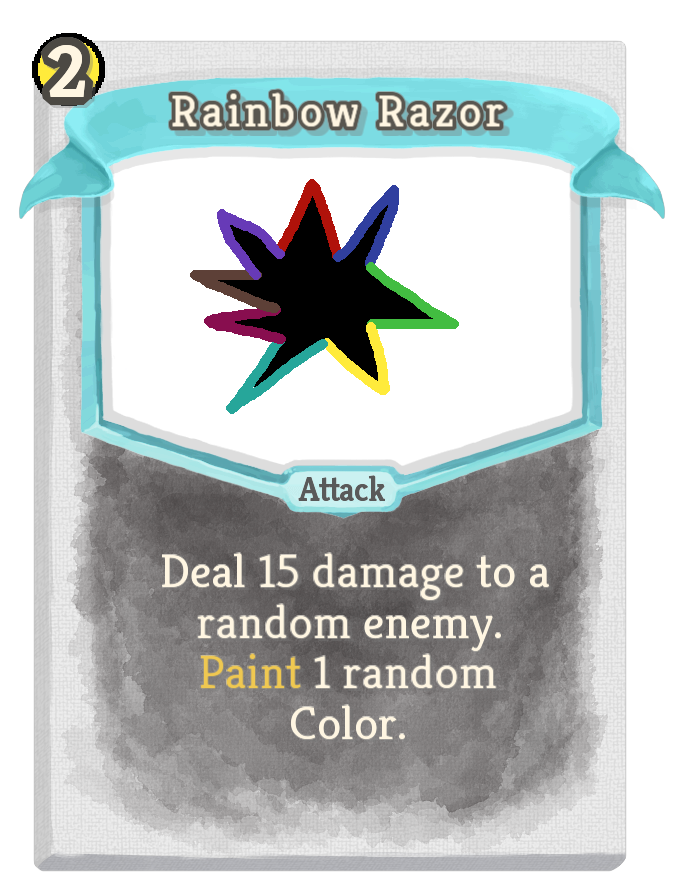 2
Rainbow Razor
Attack
Deal 15 damage to a
random enemy.
Paint 1 random
Color.